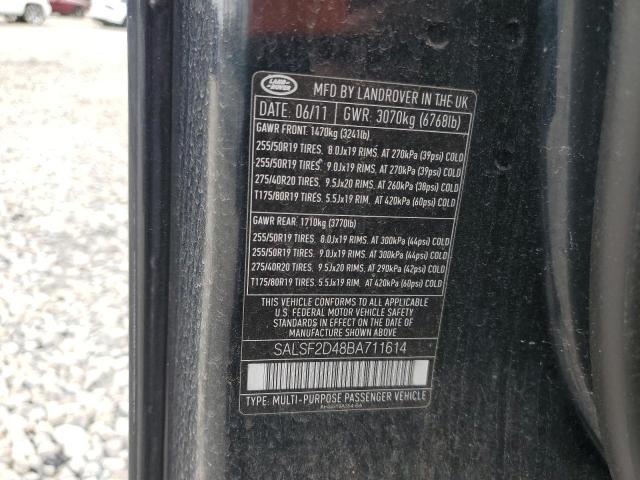 LAND ROVER
MFD BY LANDROVER IN THE UK
DATE: 06/11 GWR: 3070kg (6768lb)
GAWR FRONT: 1470kg (3241lb)
255/50R19 TIRES. 8.0Jx19 RIMS. AT 270kPa (39psi) COLD
255/50R19 TIRES. 9.0Jx19 RIMS. AT 270kPa (39psi) COLD
275/40R20 TIRES. 9.5Jx20 RIMS. AT 260kPa (38psi) COLD
T175/80R19 TIRES. 5.5Jx19 RIM. AT 420kPa (60psi) COLD
GAWR REAR: 1710kg (3770lb)
255/50R19 TIRES. 8.0Jx19 RIMS. AT 300kPa (44psi) COLD
255/50R19 TIRES. 9.0Jx19 RIMS. AT 300kPa (44psi) COLD
275/40R20 TIRES. 9.5Jx20 RIMS. AT 290kPa (42psi) COLD
T175/80R19 TIRES. 5.5Jx19 RIM. AT 420kPa (60psi) COLD
THIS VEHICLE CONFORMS TO ALL APPLICABLE
U.S. FEDERAL MOTOR VEHICLE SAFETY
STANDARDS IN EFFECT ON THE DATE OF
MANUFACTURE SHOWN ABOVE
SALSF2D48BA711614
TYPE: MULTI-PURPOSE PASSENGER VEHICLE